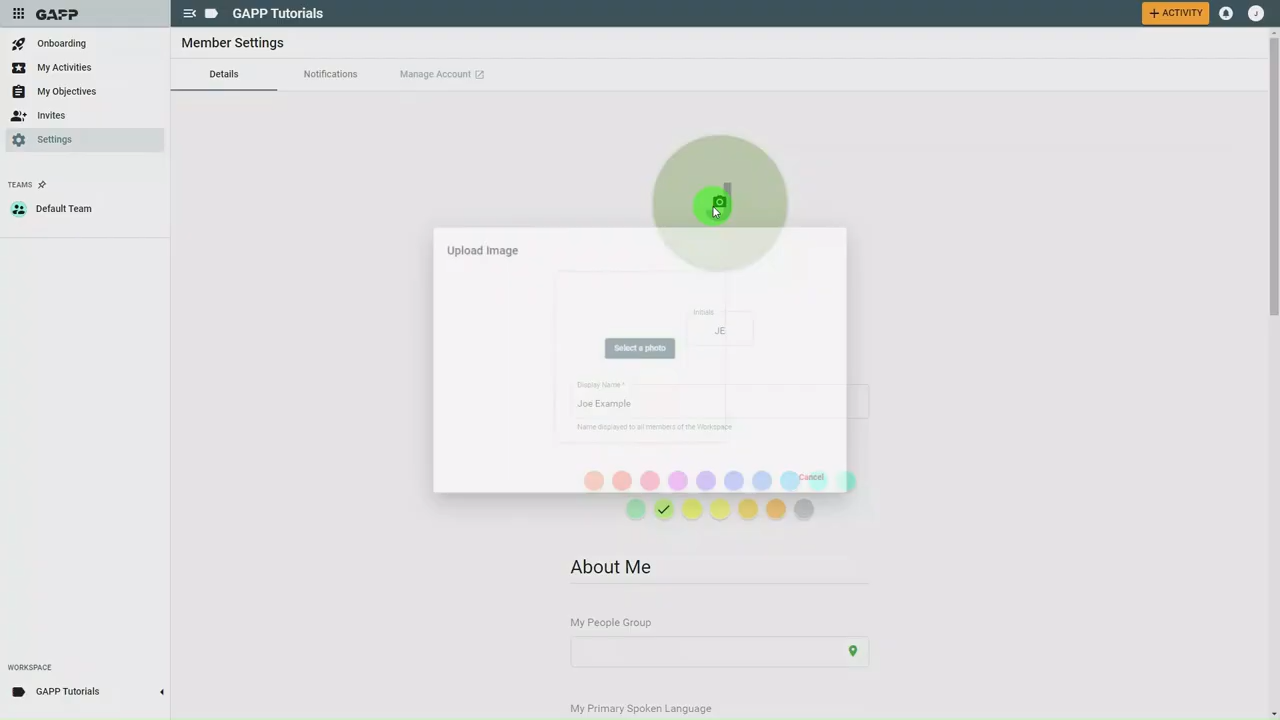 GAPP
GAPP Tutorials
+ ACTIVITY
J
Onboarding
My Activities
My Objectives
Invites
Settings
TEAMS
Default Team
WORKSPACE
GAPP Tutorials
Member Settings
Details
Notifications
Manage Account
Upload Image
Initials
JE
Select a photo
Display Name *
Joe Example
Name displayed to all members of the Workspace
Cancel
About Me
My People Group
My Primary Spoken Language